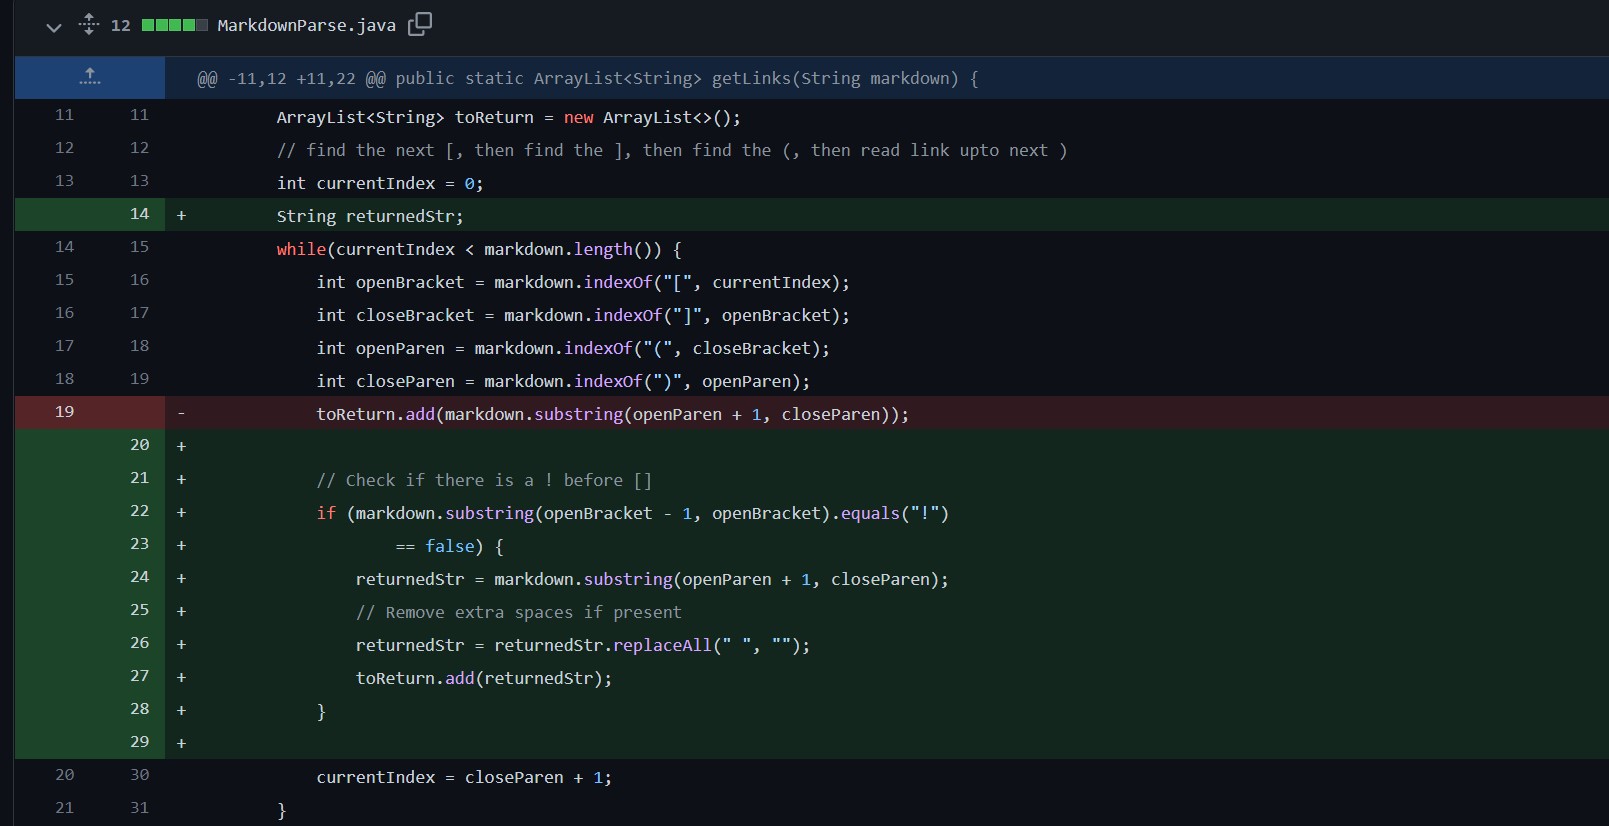 12 MarkdownParse.java
@@ -11,12 +11,22 @@ public static ArrayList<String> getLinks(String markdown) {
11 11 ArrayList<String> toReturn = new ArrayList<>();
12 12 // find the next [, then find the ], then find the (, then read link upto next )
13 13 int currentIndex = 0;
14 + String returnedStr;
14 15 while(currentIndex < markdown.length()) {
15 16 int openBracket = markdown.indexOf("[", currentIndex);
16 17 int closeBracket = markdown.indexOf("]", openBracket);
17 18 int openParen = markdown.indexOf("(", closeBracket);
18 19 int closeParen = markdown.indexOf(")", openParen);
19 - toReturn.add(markdown.substring(openParen + 1, closeParen));
20 +
21 + // Check if there is a ! before []
22 + if (markdown.substring(openBracket - 1, openBracket).equals("!")
23 + == false) {
24 + returnedStr = markdown.substring(openParen + 1, closeParen);
25 + // Remove extra spaces if present
26 + returnedStr = returnedStr.replaceAll(" ", "");
27 + toReturn.add(returnedStr);
28 + }
29 +
20 30 currentIndex = closeParen + 1;
21 31 }